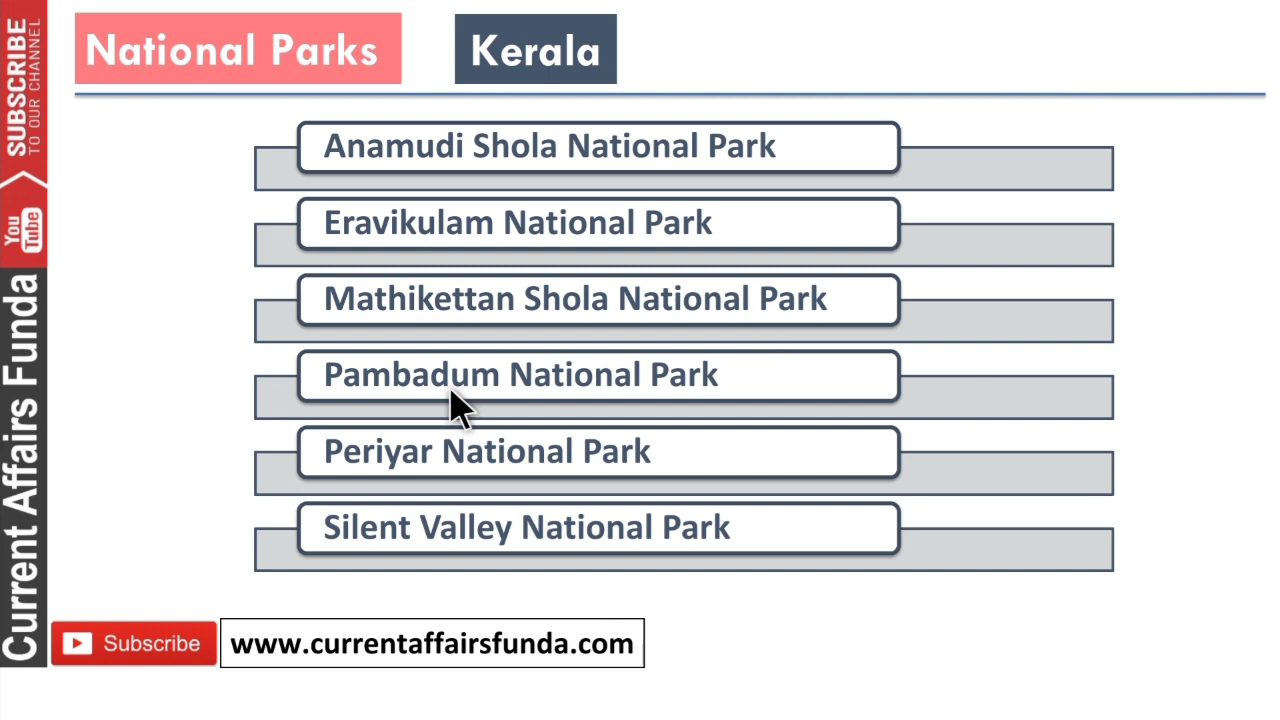 National Parks
Kerala
Anamudi Shola National Park
Eravikulam National Park
Mathikettan Shola National Park
Pambadum National Park
Periyar National Park
Silent Valley National Park
SUBSCRIBE
TO OUR CHANNEL
You
Tube
Current Affairs Funda
Subscribe
www.currentaffairsfunda.com